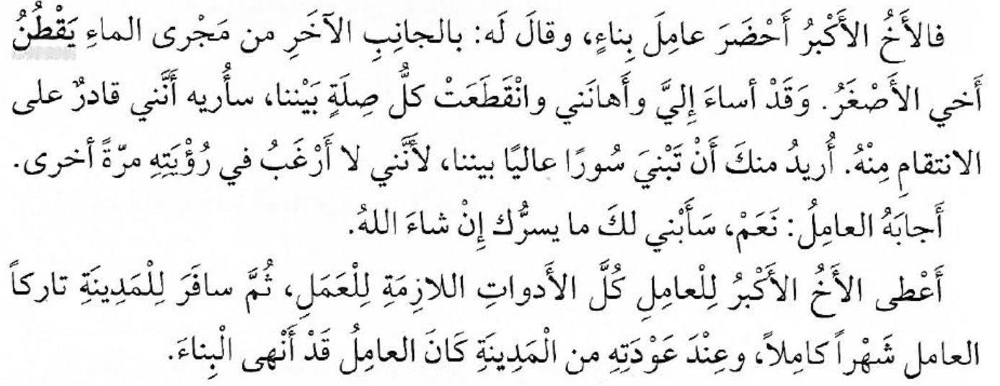 فالأَخُ الأَكْبرُ أَحْضَرَ عامِلَ بِناءٍ، وقالَ لَه: بالجانِبِ الآخَرِ من مَجْرى الماءِ يَقْطُنُ
أَخي الأَصْغَرُ. وَقَدْ أساءَ إِليَّ وأَهانَني وانْقَطَعَتْ كلُّ صِلَةٍ بَيْننا، سأُريه أَنَّني قادرٌ على
الانتقامِ مِنْهُ. أُريدُ منكَ أَنْ تَبْنيَ سُورًا عاليًا بيننا، لأَنَّني لا أَرْغَبُ في رُؤْيَتِهِ مرّةً أخرى.
أَجابَهُ العامِلُ: نَعَمْ، سَأَبْني لكَ ما يسرُّك إِنْ شاءَ اللهُ.
أَعْطى الأَخُ الأَكْبرُ لِلْعامِلِ كُلَّ الأَدواتِ اللازِمَةِ لِلْعَمَلِ، ثُمَّ سافَرَ لِلْمَدِينَةِ تاركاً
العامل شَهْراً كامِلاً، وعِنْدَ عَوْدَتِهِ من الْمَدِينَةِ كَانَ العامِلُ قَدْ أَنْهى الْبِناءَ.